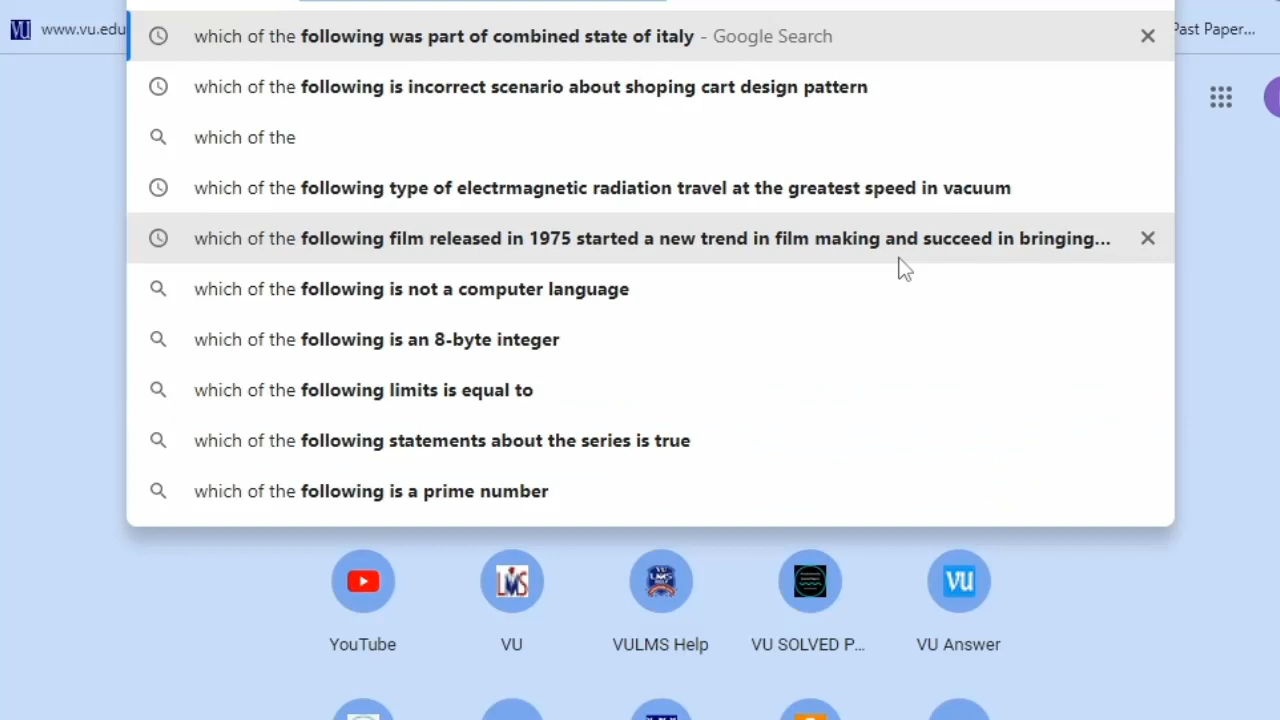 www.vu.edu
Past Paper...
which of the following was part of combined state of italy - Google Search
which of the following is incorrect scenario about shoping cart design pattern
which of the
which of the following type of electrmagnetic radiation travel at the greatest speed in vacuum
which of the following film released in 1975 started a new trend in film making and succeed in bringing...
which of the following is not a computer language
which of the following is an 8-byte integer
which of the following limits is equal to
which of the following statements about the series is true
which of the following is a prime number
YouTube
VU
VULMS Help
VU SOLVED P...
VU Answer